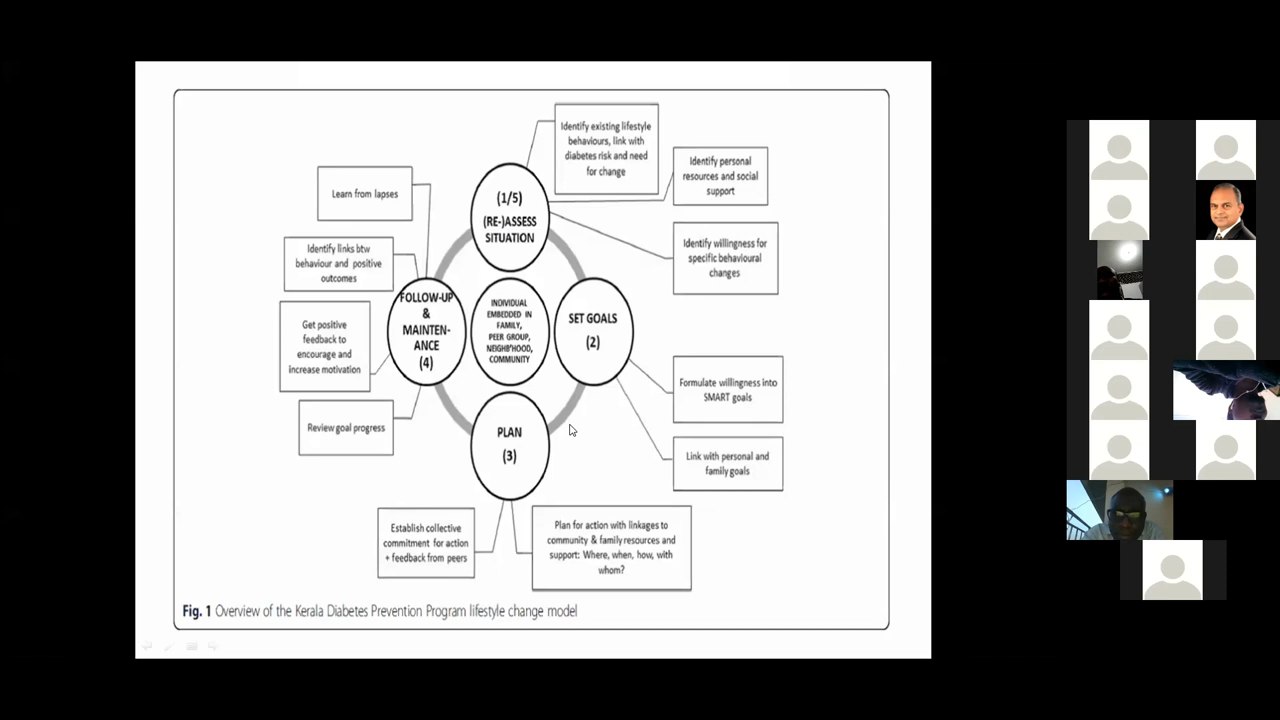 Identify existing lifestyle
behaviours, link with
diabetes risk and need
for change
Identify personal
resources and social
support
Learn from lapses
(1/5)
(RE-)ASSESS
SITUATION
Identify willingness for
specific behavioural
changes
Identify links btw
behaviour and positive
outcomes
FOLLOW-UP
&
MAINTEN-
ANCE
(4)
INDIVIDUAL
EMBEDDED IN
FAMILY,
PEER GROUP,
NEIGHB'HOOD,
COMMUNITY
SET GOALS
(2)
Get positive
feedback to
encourage and
increase motivation
Formulate willingness into
SMART goals
Review goal progress
PLAN
(3)
Link with personal and
family goals
Establish collective
commitment for action
+ feedback from peers
Plan for action with linkages to
community & family resources and
support: Where, when, how, with
whom?
Fig. 1 Overview of the Kerala Diabetes Prevention Program lifestyle change model